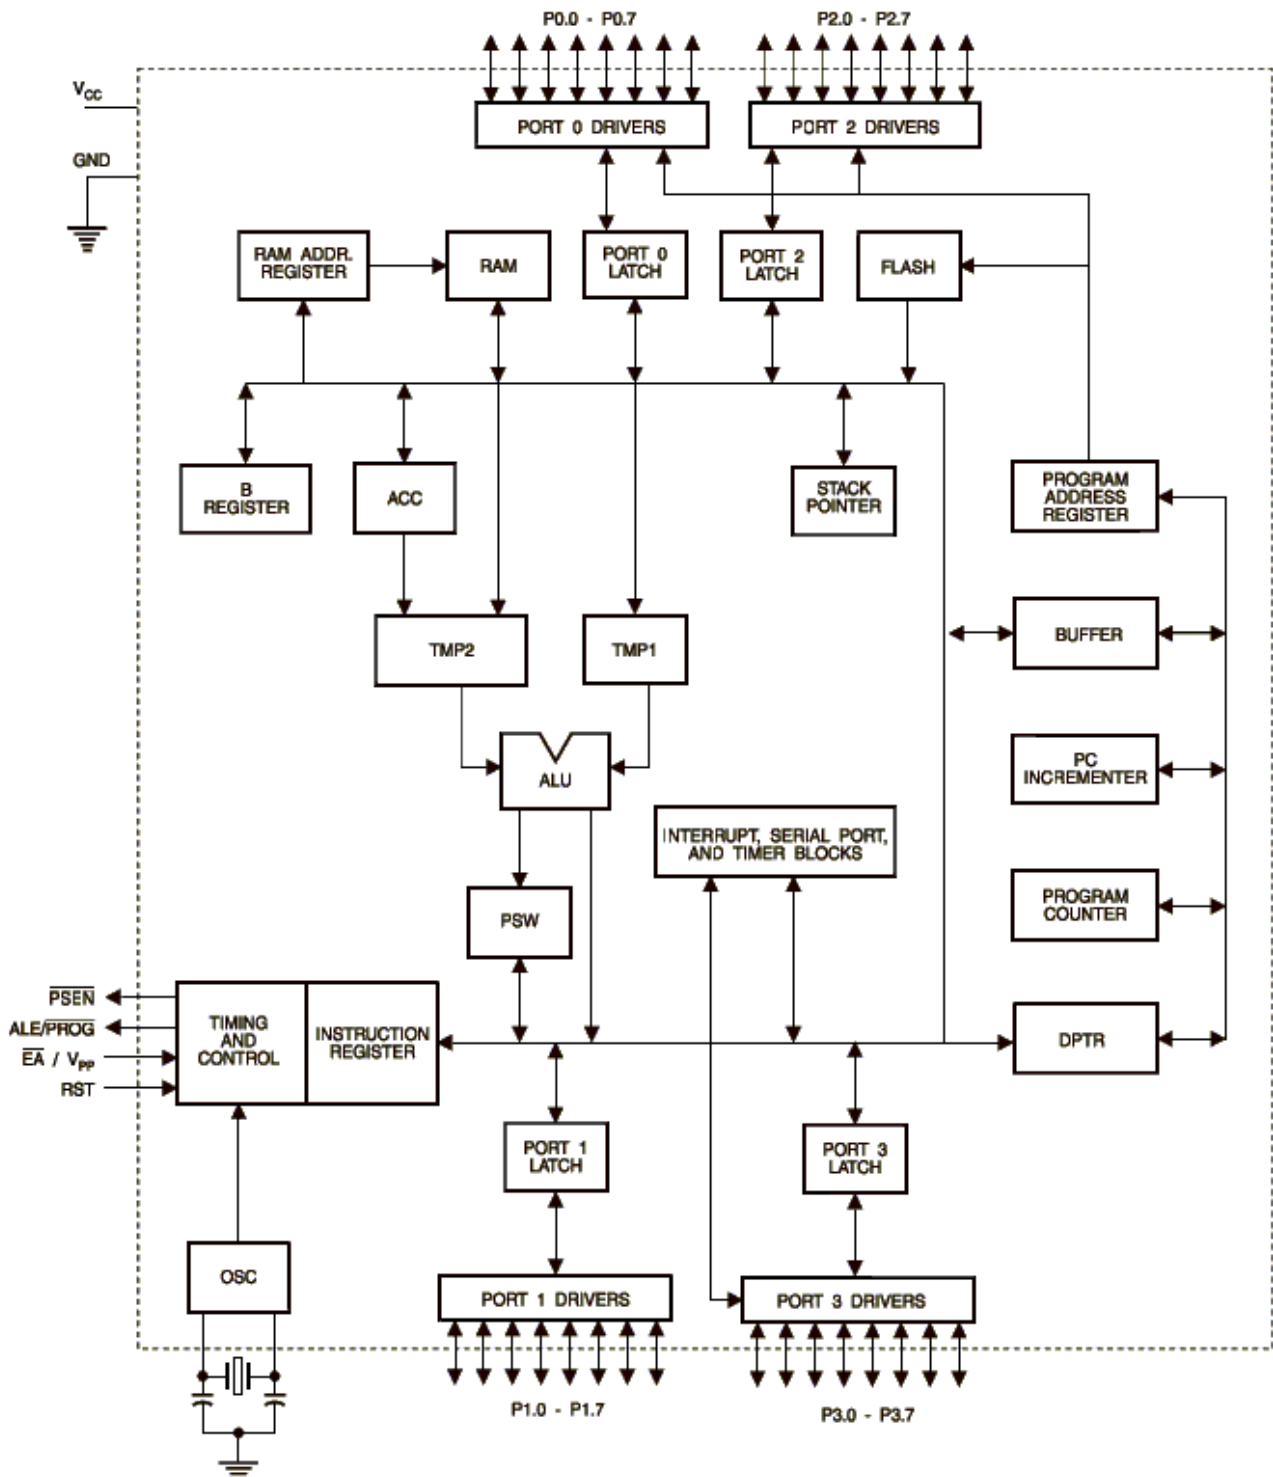 P0.0 - P0.7
P2.0 - P2.7
VCC
PORT 0 DRIVERS
PORT 2 DRIVERS
GND
RAM ADDR.
REGISTER
RAM
PORT 0
LATCH
PORT 2
LATCH
FLASH
B
REGISTER
ACC
STACK
POINTER
PROGRAM
ADDRESS
REGISTER
TMP2
TMP1
BUFFER
ALU
PC
INCREMENTER
INTERRUPT, SERIAL PORT,
AND TIMER BLOCKS
PSW
PROGRAM
COUNTER
PSEN
ALE/PROG
EA / VPP
RST
TIMING
AND
CONTROL
INSTRUCTION
REGISTER
DPTR
PORT 1
LATCH
PORT 3
LATCH
OSC
PORT 1 DRIVERS
PORT 3 DRIVERS
P1.0 - P1.7
P3.0 - P3.7